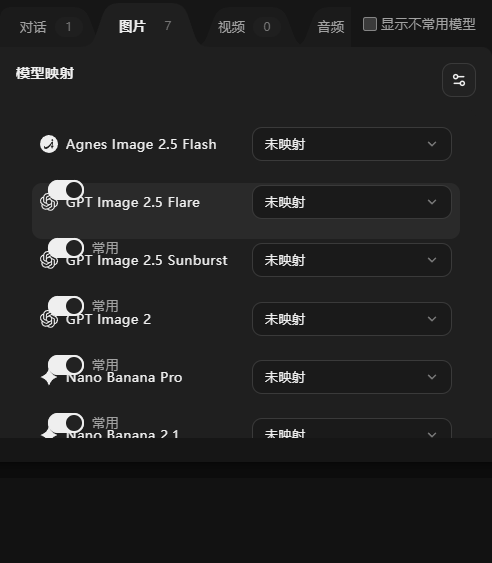 对话 1 图片 7 视频 0 音频 显示不常用模型
模型映射
Agnes Image 2.5 Flash 未映射
GPT Image 2.5 Flare 未映射
常用
GPT Image 2.5 Sunburst 未映射
常用
GPT Image 2 未映射
常用
Nano Banana Pro 未映射
常用
Nano Banana 2.1 未映射